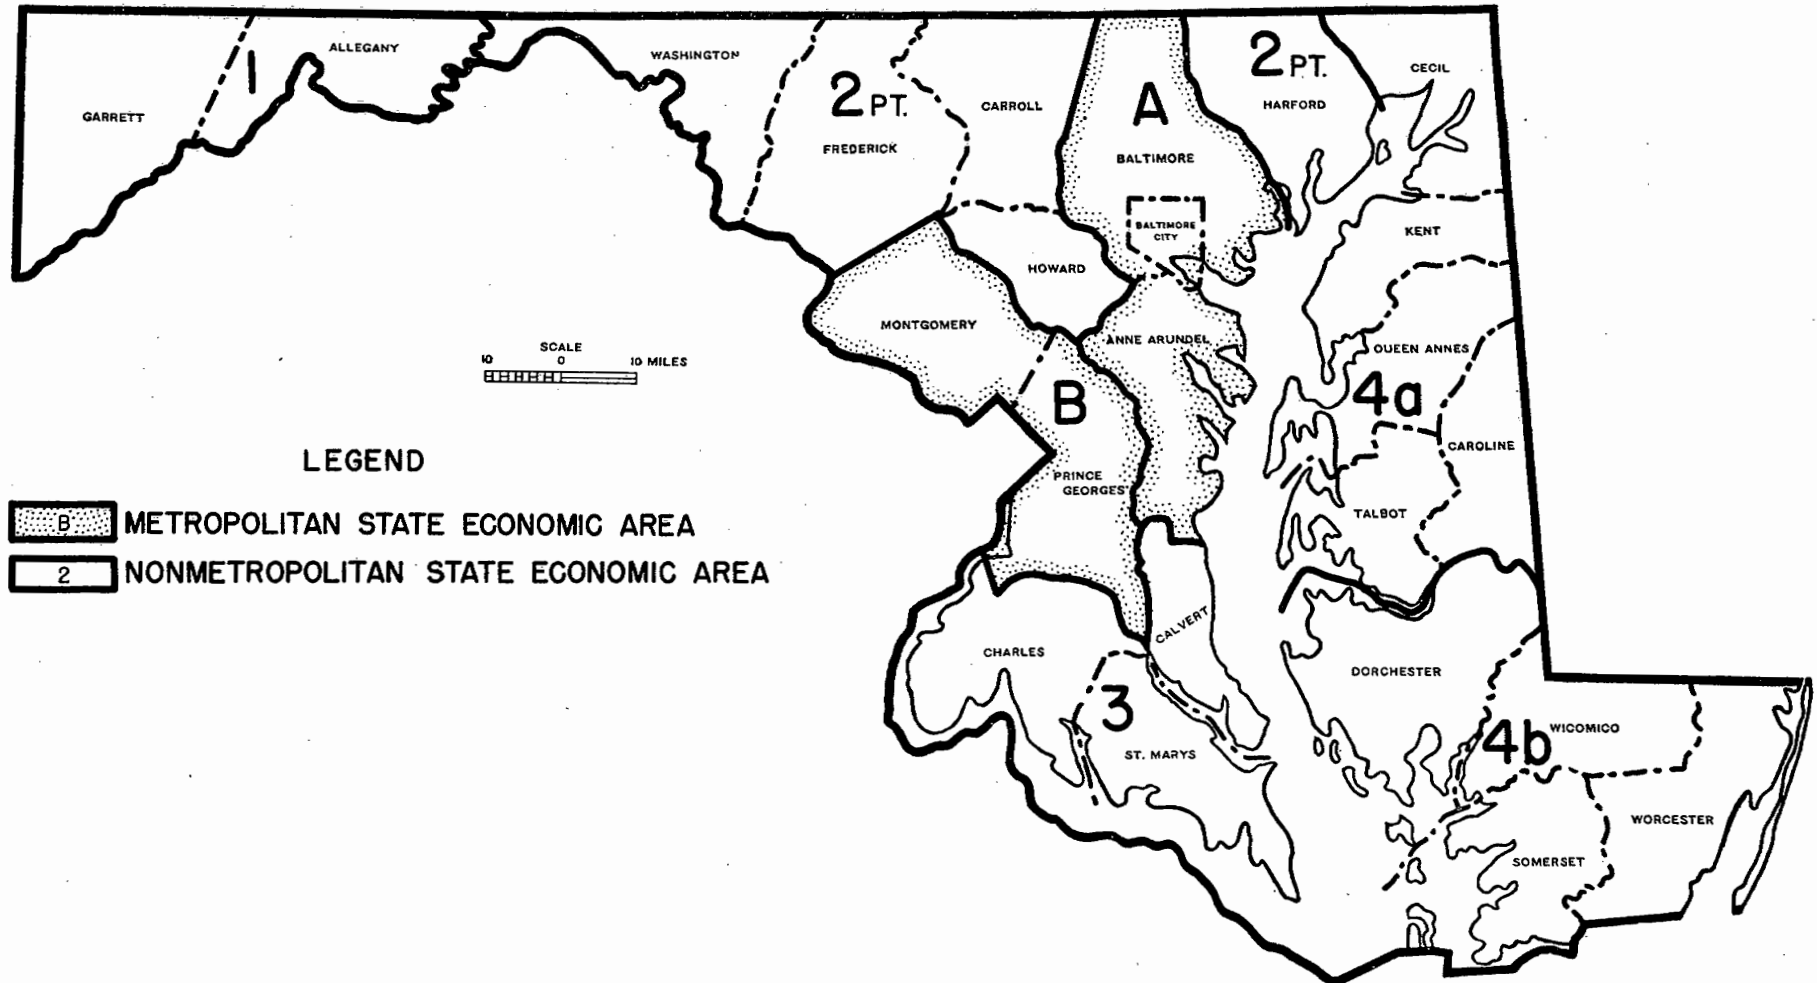 GARRETT
1
ALLEGANY
WASHINGTON
2 PT.
FREDERICK
CARROLL
A
BALTIMORE
BALTIMORE
CITY
2 PT.
HARFORD
CECIL
KENT
HOWARD
MONTGOMERY
ANNE ARUNDEL
QUEEN ANNES
4a
CAROLINE
TALBOT
B
PRINCE
GEORGES
SCALE
10 0 10 MILES
LEGEND
B METROPOLITAN STATE ECONOMIC AREA
2 NONMETROPOLITAN STATE ECONOMIC AREA
CHARLES
CALVERT
3
ST. MARYS
DORCHESTER
4b
WICOMICO
WORCESTER
SOMERSET